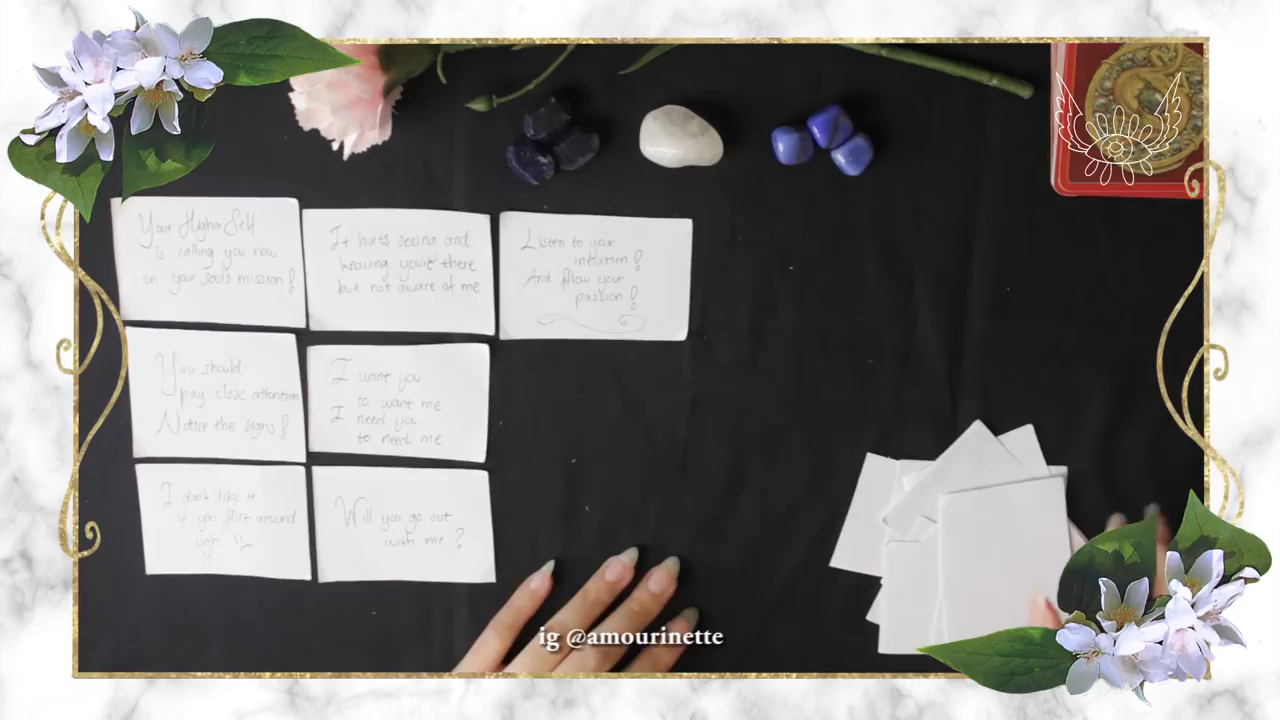 Your Higher Self
is calling you now
on your souls mission!
It hurts seeing and
knowing you're there
but not aware of me
Listen to your
intuition!
And follow your
passion!
You should
pay close attention
Notice the signs!
I want you
to want me
I need you
to need me
I don't like it
if you flirt around
ugh
Will you go out
with me?
ig @amourinette